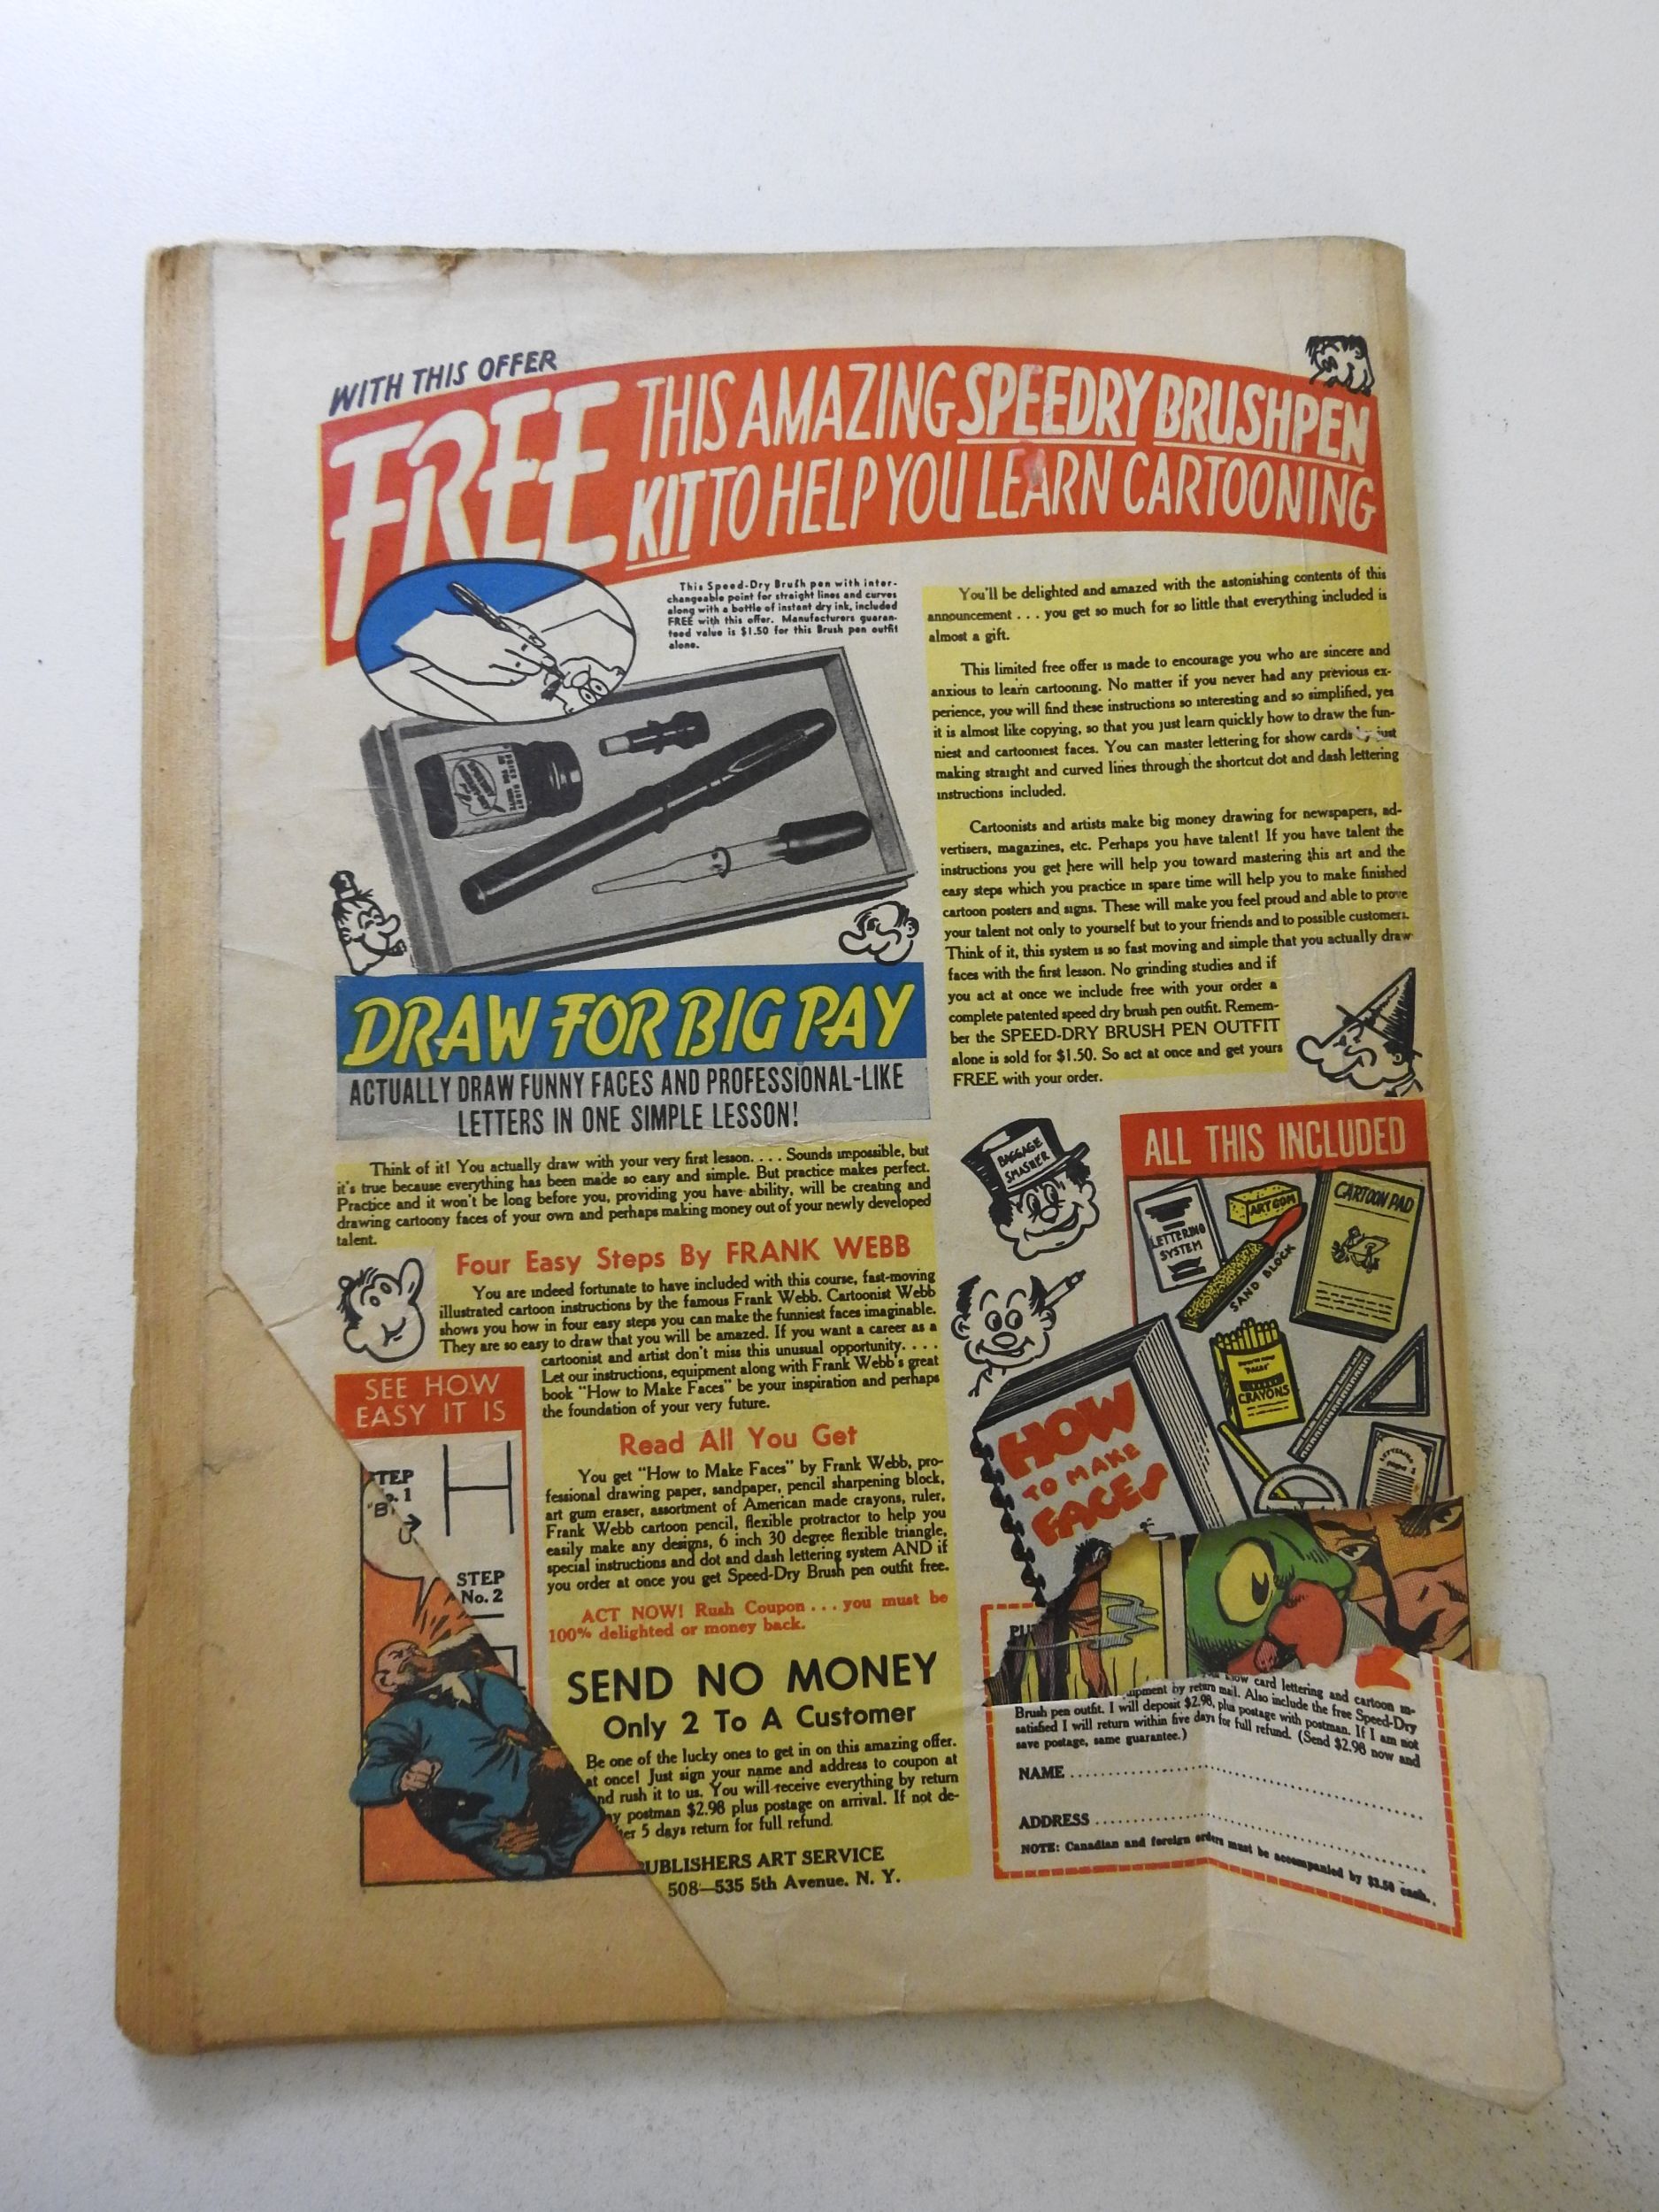 WITH THIS OFFER
FREE THIS AMAZING SPEEDRY BRUSHPEN
KIT TO HELP YOU LEARN CARTOONING
This Speed-Dry Brush pen with inter-
changeable point for straight lines and curves
along with a bottle of instant dry ink, included
FREE with this offer. Manufacturers guaran-
teed value is $1.50 for this Brush pen outfit
alone.
DRAW FOR BIG PAY
ACTUALLY DRAW FUNNY FACES AND PROFESSIONAL-LIKE
LETTERS IN ONE SIMPLE LESSON!
Think of it! You actually draw with your very first lesson.... Sounds impossible, but
it's true because everything has been made so easy and simple. But practice makes perfect.
Practice and it won't be long before you, providing you have ability, will be creating and
drawing cartoony faces of your own and perhaps making money out of your newly developed
talent.
Four Easy Steps By FRANK WEBB
You are indeed fortunate to have included with this course, fast-moving
illustrated cartoon instructions by the famous Frank Webb. Cartoonist Webb
shows you how in four easy steps you can make the funniest faces imaginable.
They are so easy to draw that you will be amazed. If you want a career as a
cartoonist and artist don't miss this unusual opportunity....
Let our instructions, equipment along with Frank Webb's great
book "How to Make Faces" be your inspiration and perhaps
the foundation of your very future.
SEE HOW
EASY IT IS
TEP
o. 1
"B"
STEP
No. 2
Read All You Get
You get "How to Make Faces" by Frank Webb, pro-
fessional drawing paper, sandpaper, pencil sharpening block,
art gum eraser, assortment of American made crayons, ruler,
Frank Webb cartoon pencil, flexible protractor to help you
easily make any designs, 6 inch 30 degree flexible triangle,
special instructions and dot and dash lettering system AND if
you order at once you get Speed-Dry Brush pen outfit free.
ACT NOW! Rush Coupon ... you must be
100% delighted or money back.
SEND NO MONEY
Only 2 To A Customer
Be one of the lucky ones to get in on this amazing offer.
at once! Just sign your name and address to coupon at
nd rush it to us. You will receive everything by return
ay postman $2.98 plus postage on arrival. If not de-
ter 5 days return for full refund.
UBLISHERS ART SERVICE
508—535 5th Avenue. N. Y.
You'll be delighted and amazed with the astonishing contents of this
announcement ... you get so much for so little that everything included is
almost a gift.
This limited free offer is made to encourage you who are sincere and
anxious to learn cartooning. No matter if you never had any previous ex-
perience, you will find these instructions so interesting and so simplified, yes
it is almost like copying, so that you just learn quickly how to draw the fun-
niest and cartooniest faces. You can master lettering for show cards by just
making straight and curved lines through the shortcut dot and dash lettering
instructions included.
Cartoonists and artists make big money drawing for newspapers, ad-
vertisers, magazines, etc. Perhaps you have talent! If you have talent the
instructions you get here will help you toward mastering this art and the
easy steps which you practice in spare time will help you to make finished
cartoon posters and signs. These will make you feel proud and able to prove
your talent not only to yourself but to your friends and to possible customers.
Think of it, this system is so fast moving and simple that you actually draw
faces with the first lesson. No grinding studies and if
you act at once we include free with your order a
complete patented speed dry brush pen outfit. Remem-
ber the SPEED-DRY BRUSH PEN OUTFIT
alone is sold for $1.50. So act at once and get yours
FREE with your order.
BAGGAGE
SMASHER
ALL THIS INCLUDED
LETTERING
SYSTEM
ART GOM
SAND BLOCK
CARTOON PAD
CRAYONS
HOW
TO MAKE
FACES
PU
ow card lettering and cartoon
uipment by return mail. Also include the free Speed-Dry
Brush pen outfit. I will deposit $2.98, plus postage with postman. If I am not
satisfied I will return within five days for full refund. (Send $2.98 now and
save postage, same guarantee.)
NAME
ADDRESS
NOTE: Canadian and foreign orders must be accompanied by $3.50 cash.